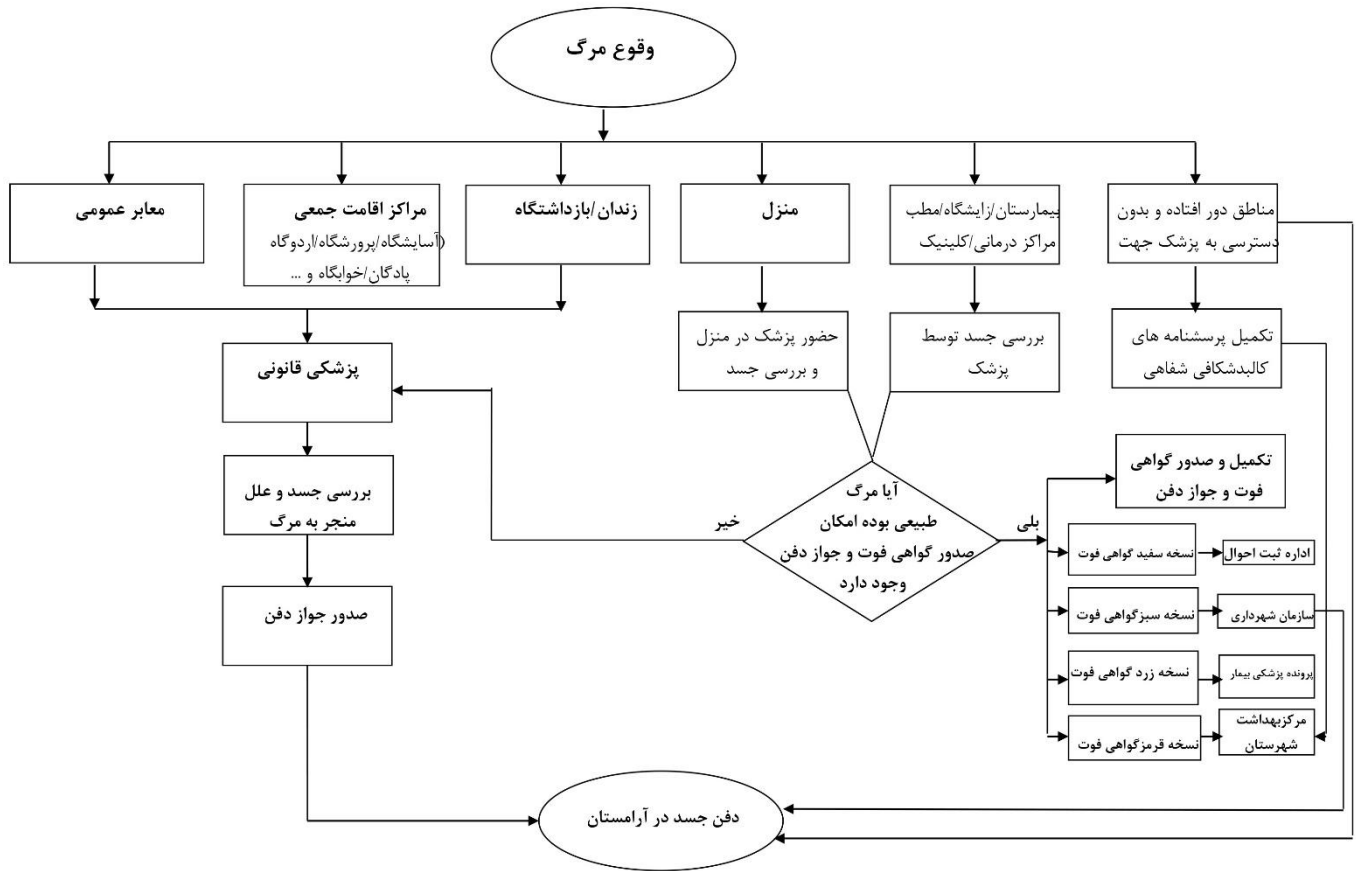 وقوع مرگ
مناطق دور افتاده و بدون
دسترسی به پزشک جهت
بیمارستان/زایشگاه/مطب
مراکز درمانی/کلینیک
منزل
زندان/بازداشتگاه
مراکز اقامت جمعی
(آسایشگاه/پرورشگاه/اردوگاه
پادگان/خوابگاه و ...
معابر عمومی
تکمیل پرسشنامه های
کالبدشکافی شفاهی
بررسی جسد توسط
پزشک
حضور پزشک در منزل
و بررسی جسد
پزشکی قانونی
بررسی جسد و علل
منجر به مرگ
صدور جواز دفن
آیا مرگ
طبیعی بوده امکان
صدور گواهی فوت و جواز دفن
وجود دارد
خیر
بلی
تکمیل و صدور گواهی
فوت و جواز دفن
نسخه سفید گواهی فوت
اداره ثبت احوال
نسخه سبزگواهی فوت
سازمان شهرداری
نسخه زرد گواهی فوت
پرونده پزشکی بیمار
نسخه قرمزگواهی فوت
مرکزبهداشت
شهرستان
دفن جسد در آرامستان